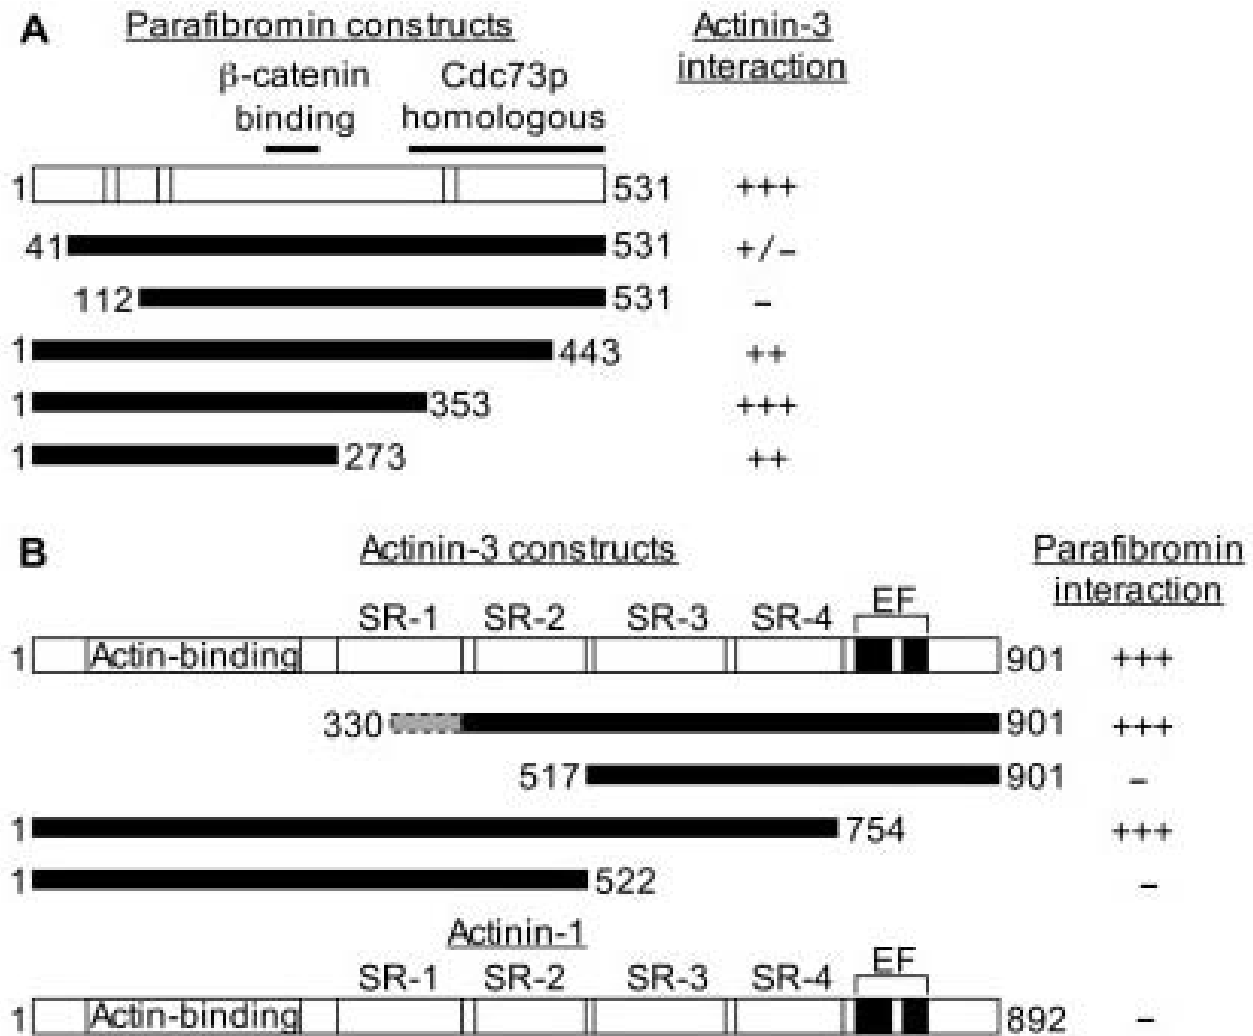 A Parafibromin constructs Actinin-3
interaction
β-catenin Cdc73p
binding homologous
1 531 +++
41 531 +/−
112 531 −
1 443 ++
1 353 +++
1 273 ++
B Actinin-3 constructs Parafibromin
interaction
SR-1 SR-2 SR-3 SR-4 EF
1 Actin-binding 901 +++
330 901 +++
517 901 −
1 754 +++
1 522 −
Actinin-1
SR-1 SR-2 SR-3 SR-4 EF
1 Actin-binding 892 −